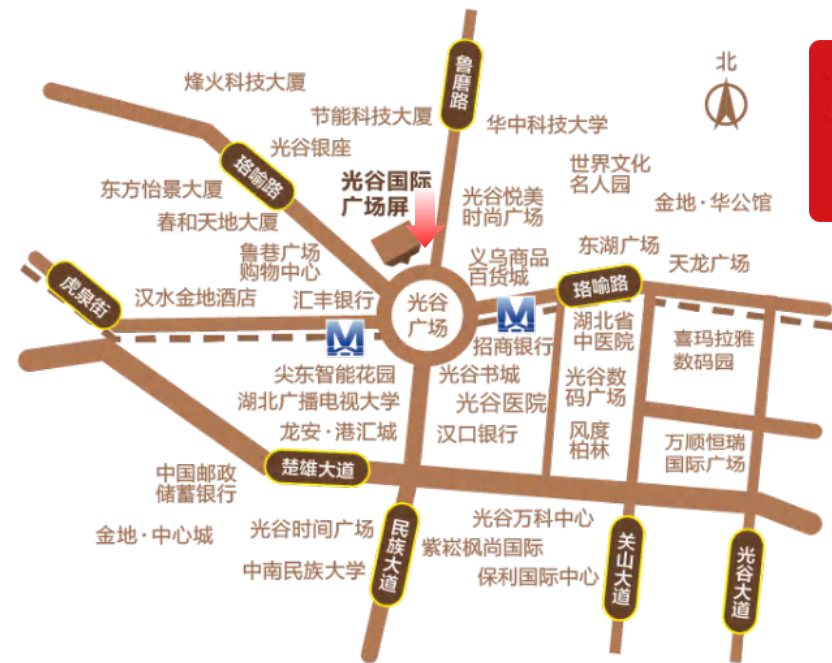 北
鲁磨路
烽火科技大厦
节能科技大厦
华中科技大学
光谷银座
珞喻路
世界文化
名人园
光谷国际
广场屏
东方怡景大厦
光谷悦美
时尚广场
金地·华公馆
春和天地大厦
鲁巷广场
购物中心
义乌商品
百货城
东湖广场
天龙广场
虎泉街
汉水金地酒店
汇丰银行
光谷
广场
珞喻路
招商银行
湖北省
中医院
喜玛拉雅
数码园
尖东智能花园
光谷书城
光谷数
码广场
湖北广播电视大学
光谷医院
龙安·港汇城
汉口银行
风度
柏林
万顺恒瑞
国际广场
楚雄大道
中国邮政
储蓄银行
金地·中心城
光谷时间广场
民族大道
光谷万科中心
紫崧枫尚国际
关山大道
光谷大道
中南民族大学
保利国际中心